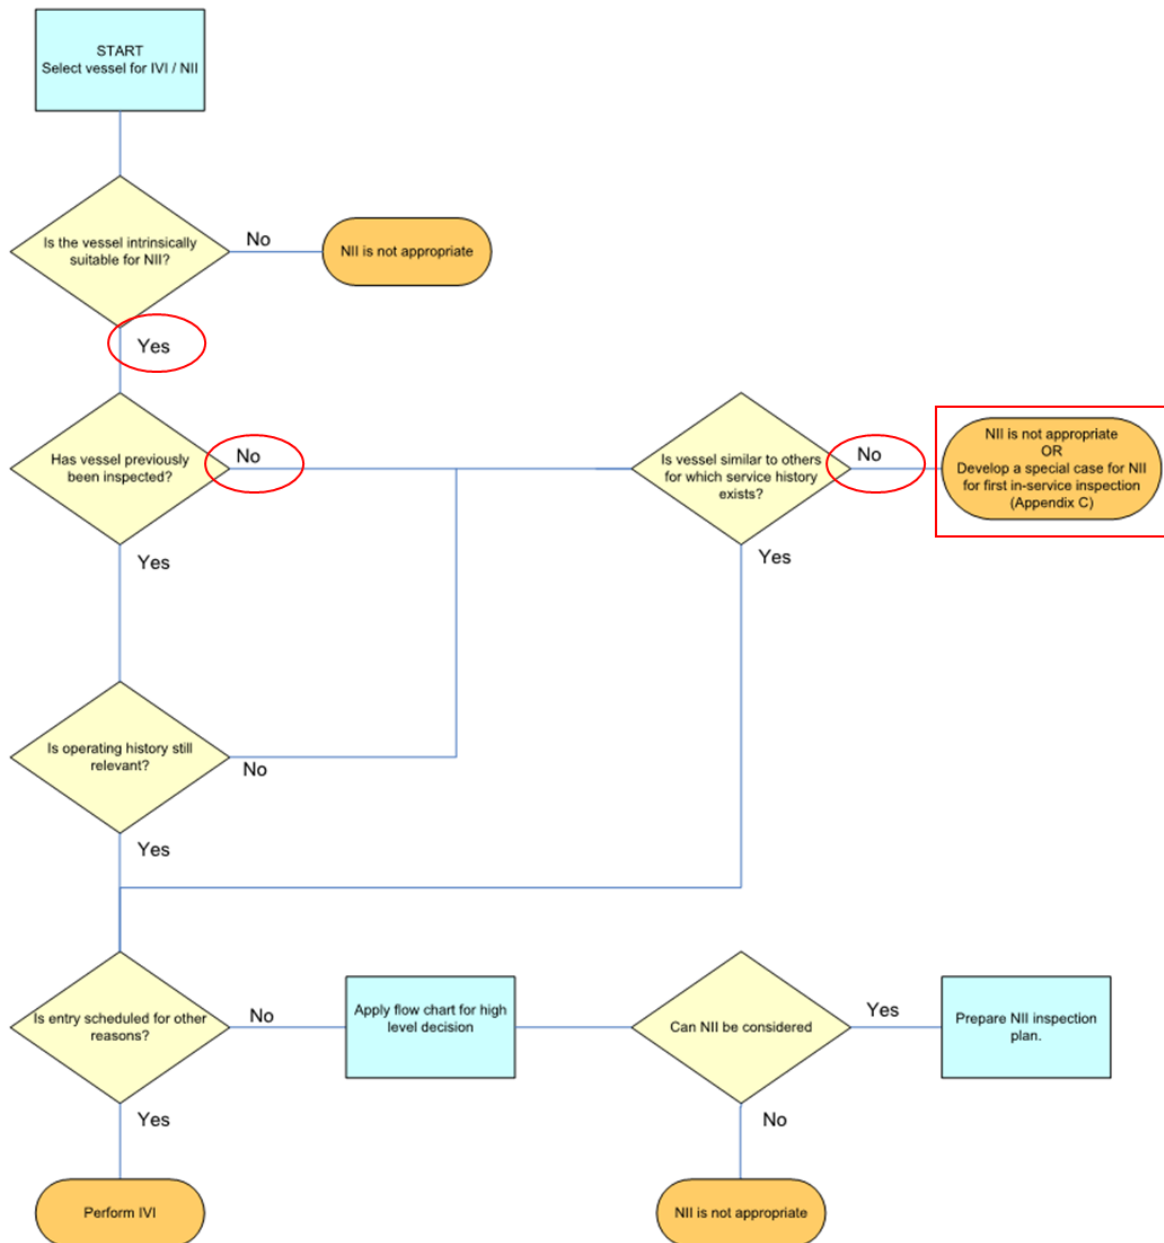 START
Select vessel for IVI / NII
Is the vessel intrinsically
suitable for NII?
No
NII is not appropriate
Yes
Has vessel previously
been inspected?
No
Is vessel similar to others
for which service history
exists?
No
NII is not appropriate
OR
Develop a special case for NII
for first in-service inspection
(Appendix C)
Yes
Yes
Is operating history still
relevant?
No
Yes
Is entry scheduled for other
reasons?
No
Apply flow chart for high
level decision
Can NII be considered
Yes
Prepare NII inspection
plan.
Yes
No
Perform IVI
NII is not appropriate